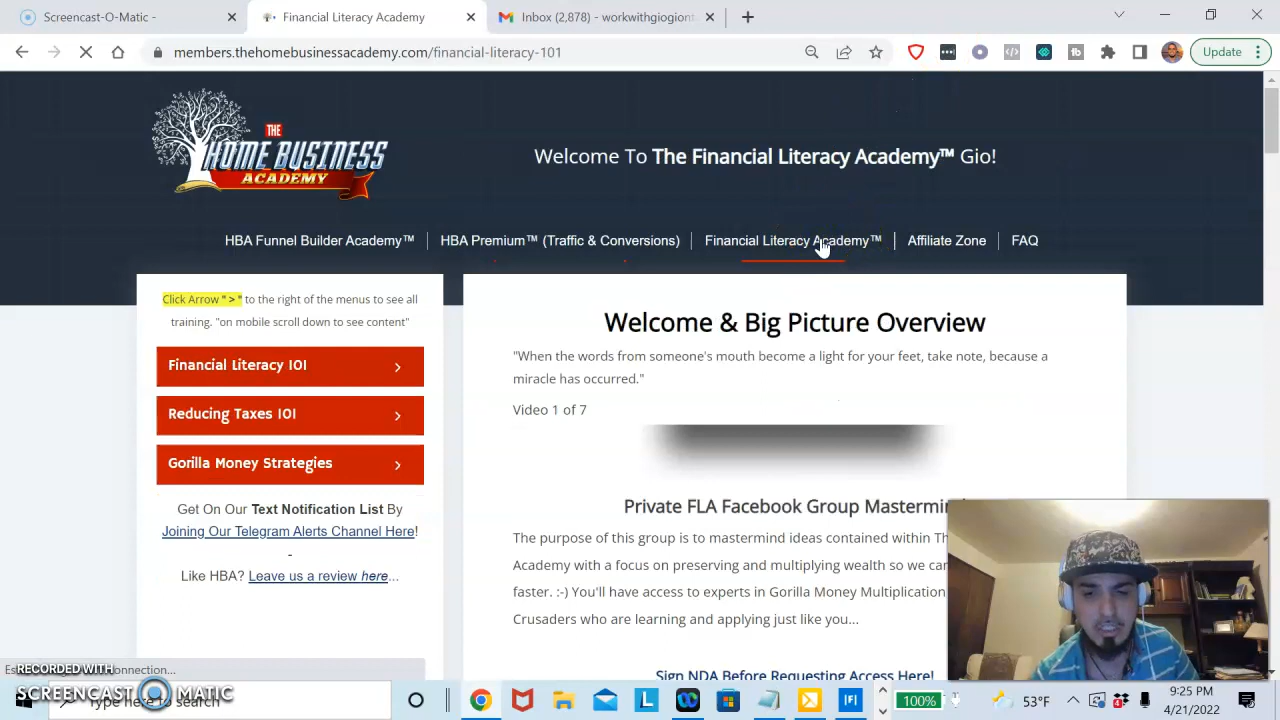 Screencast-O-Matic -
Financial Literacy Academy
Inbox (2,878) - workwithgiogiont
members.thehomebusinessacademy.com/financial-literacy-101
Update
THE
HOME BUSINESS
ACADEMY
Welcome To The Financial Literacy Academy™ Gio!
HBA Funnel Builder Academy™
HBA Premium™ (Traffic & Conversions)
Financial Literacy Academy™
Affiliate Zone
FAQ
Click Arrow " > " to the right of the menus to see all
training. "on mobile scroll down to see content"
Financial Literacy 101
Reducing Taxes 101
Gorilla Money Strategies
Get On Our Text Notification List By
Joining Our Telegram Alerts Channel Here!
-
Like HBA? Leave us a review here...
Welcome & Big Picture Overview
"When the words from someone's mouth become a light for your feet, take note, because a
miracle has occurred."
Video 1 of 7
Private FLA Facebook Group Mastermin
The purpose of this group is to mastermind ideas contained within Th
Academy with a focus on preserving and multiplying wealth so we can
faster. :-) You'll have access to experts in Gorilla Money Multiplication,
Crusaders who are learning and applying just like you...
Sign NDA Before Requesting Access Here!
RECORDED WITH
SCREENCAST-O-MATIC
Type here to search
100%
53°F
9:25 PM
4/21/2022